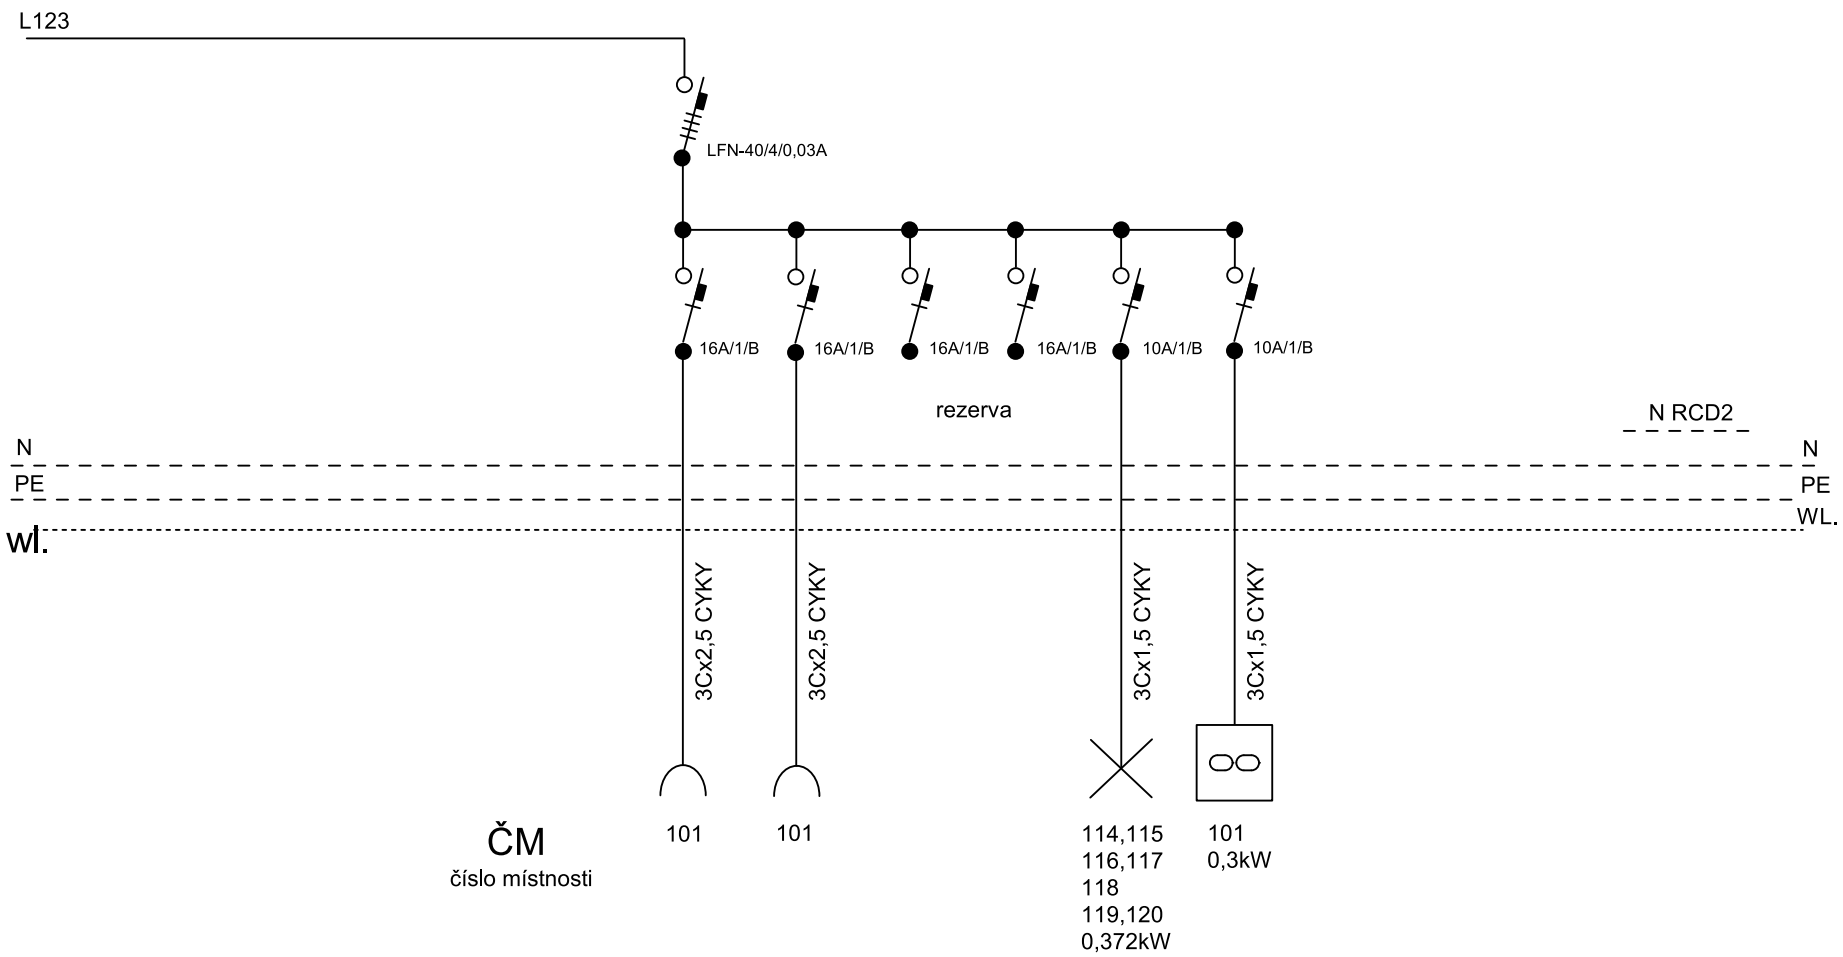 L123
LFN-40/4/0,03A
16A/1/B
16A/1/B
16A/1/B
16A/1/B
10A/1/B
10A/1/B
rezerva
N RCD2
N
N
PE
PE
WL.
wl.
3Cx2,5 CYKY
3Cx2,5 CYKY
3Cx1,5 CYKY
3Cx1,5 CYKY
ČM
číslo místnosti
101
101
114,115
116,117
118
119,120
0,372kW
101
0,3kW